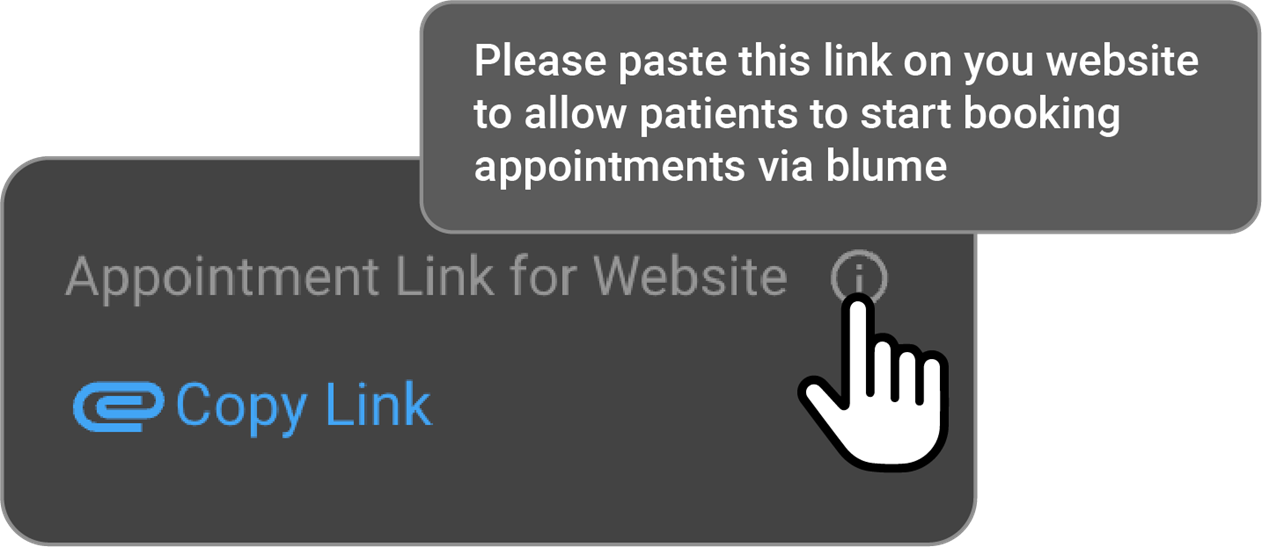 Please paste this link on you website
to allow patients to start booking
appointments via blume
Appointment Link for Website
Copy Link